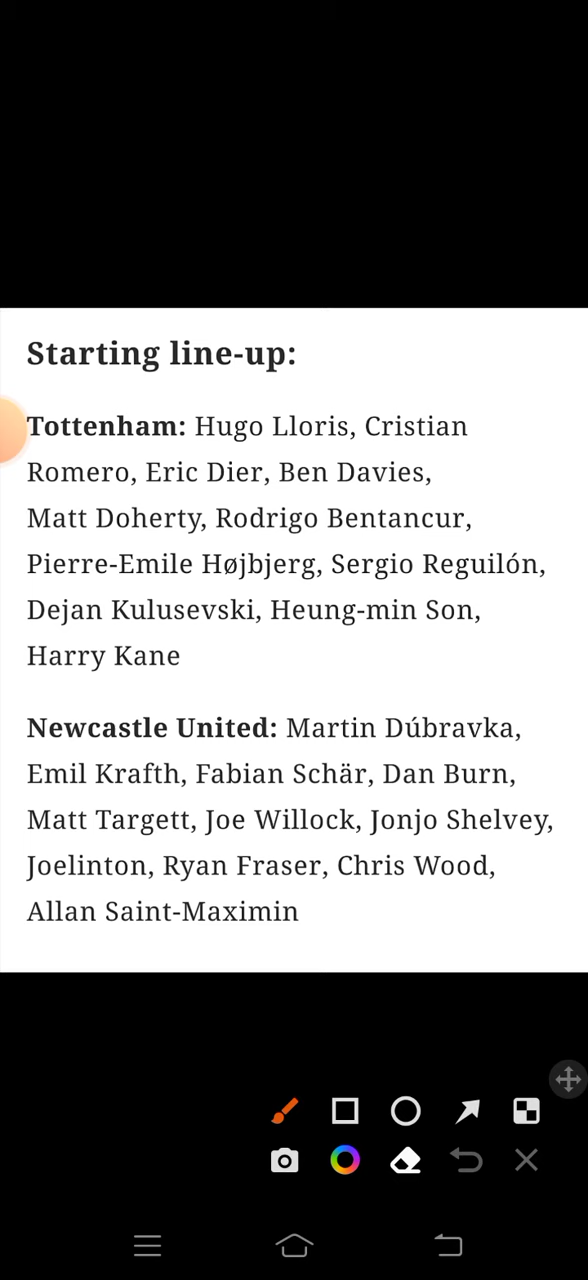 Starting line-up:
Tottenham: Hugo Lloris, Cristian
Romero, Eric Dier, Ben Davies,
Matt Doherty, Rodrigo Bentancur,
Pierre-Emile Højbjerg, Sergio Reguilón,
Dejan Kulusevski, Heung-min Son,
Harry Kane
Newcastle United: Martin Dúbravka,
Emil Krafth, Fabian Schär, Dan Burn,
Matt Targett, Joe Willock, Jonjo Shelvey,
Joelinton, Ryan Fraser, Chris Wood,
Allan Saint-Maximin